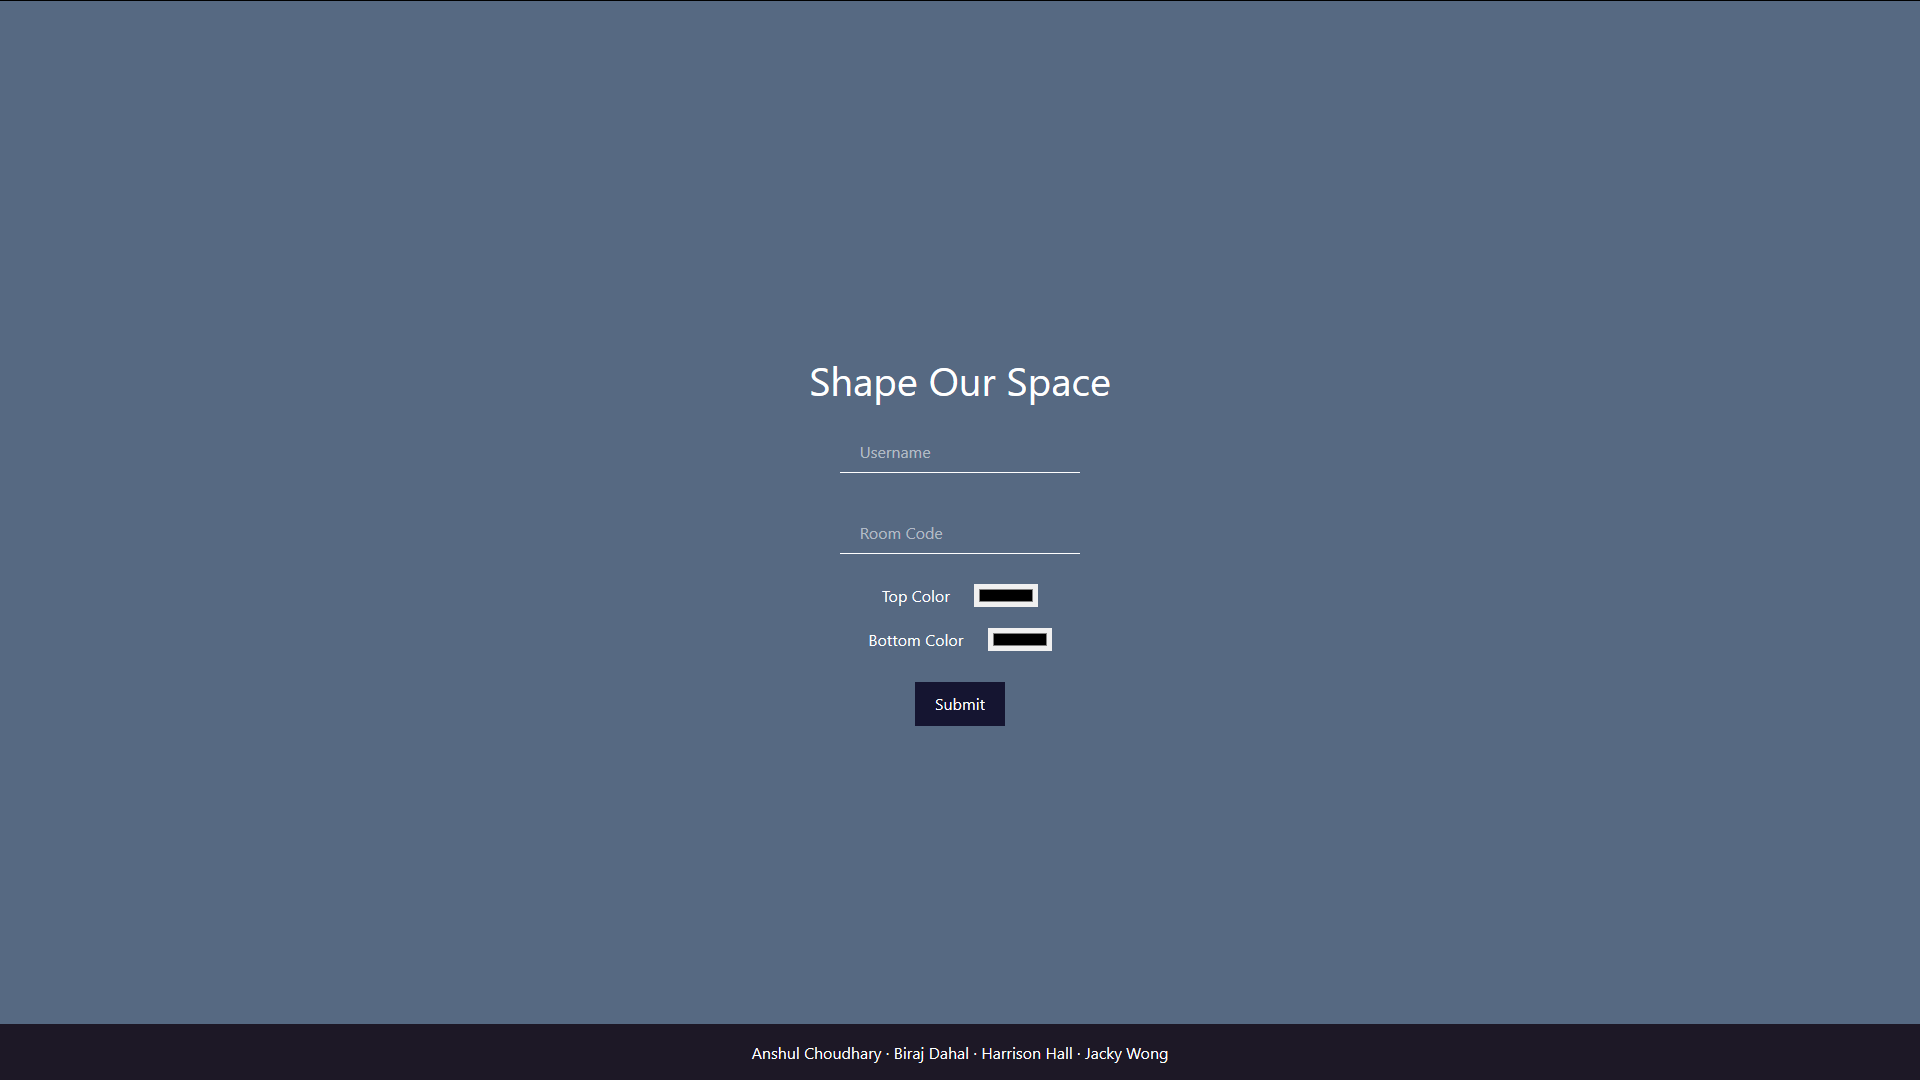 Shape Our Space
Username
Room Code
Top Color
Bottom Color
Submit
Anshul Choudhary · Biraj Dahal · Harrison Hall · Jacky Wong